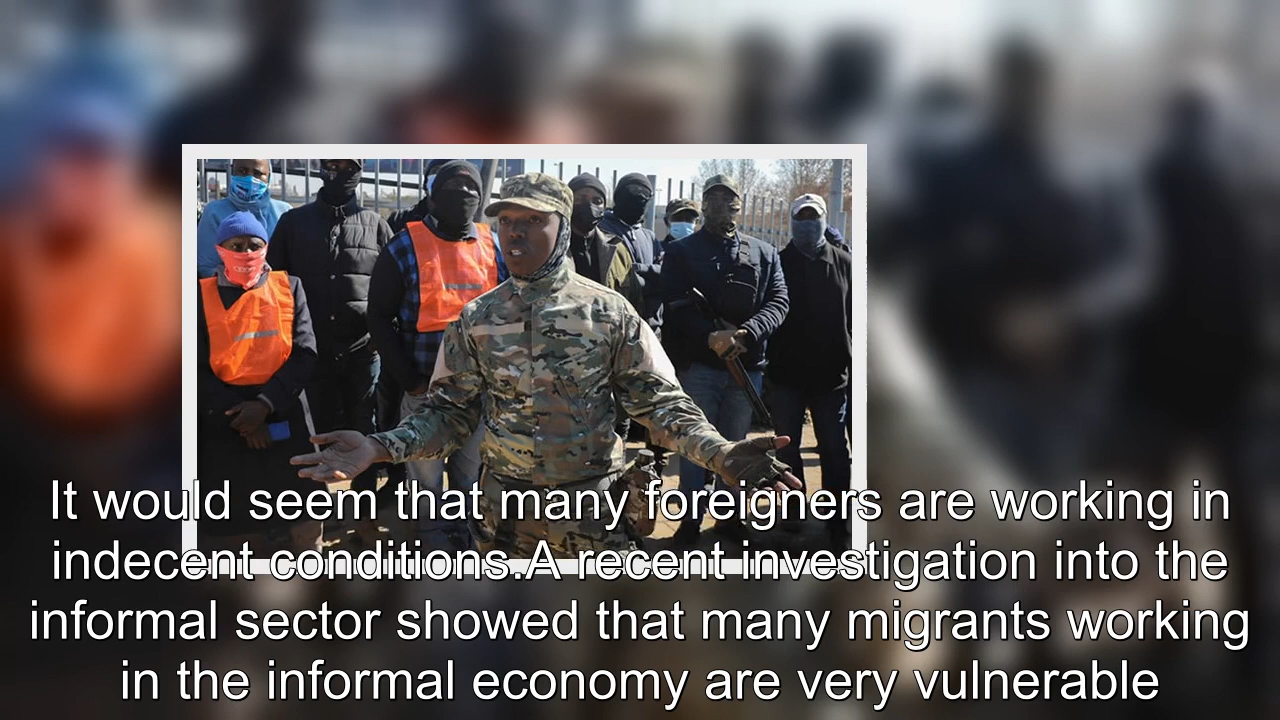 It would seem that many foreigners are working in
indecent conditions.A recent investigation into the
informal sector showed that many migrants working
in the informal economy are very vulnerable